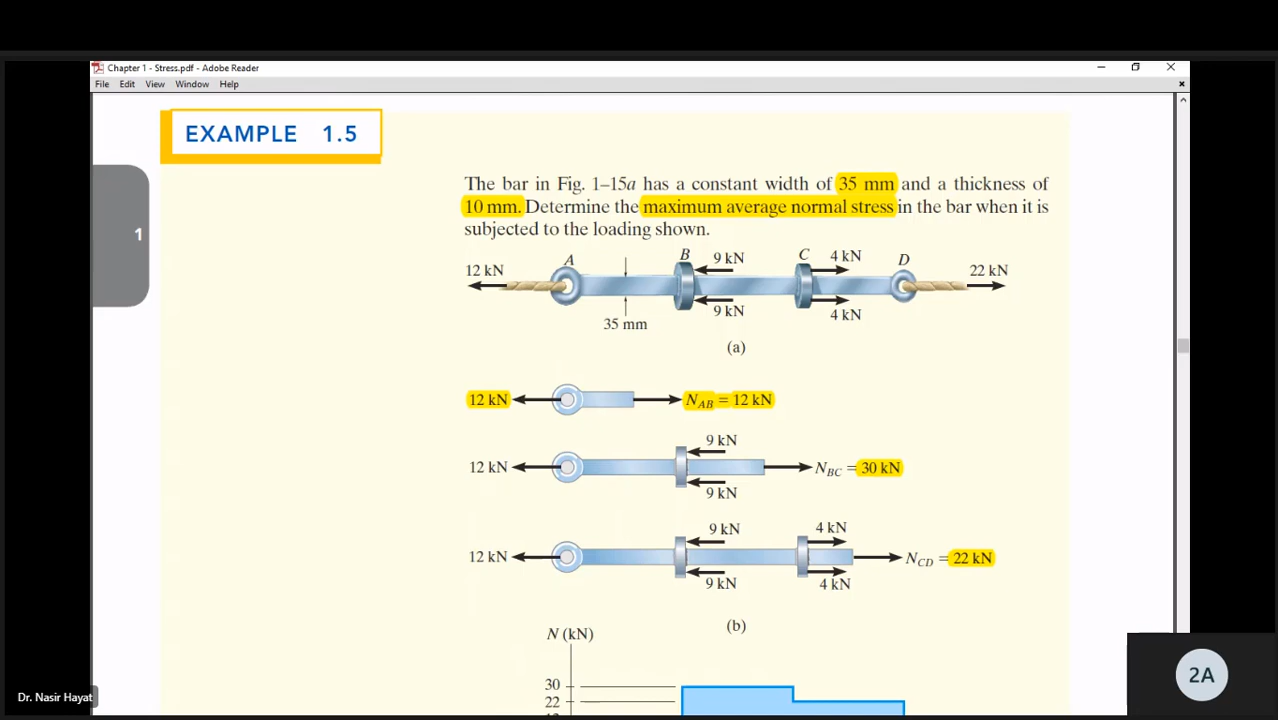 Chapter 1 - Stress.pdf - Adobe Reader
File Edit View Window Help
EXAMPLE 1.5
The bar in Fig. 1–15a has a constant width of 35 mm and a thickness of
10 mm. Determine the maximum average normal stress in the bar when it is
subjected to the loading shown.
1
A B 9 kN C 4 kN D
12 kN 22 kN
9 kN 4 kN
35 mm
(a)
12 kN N_AB = 12 kN
9 kN
12 kN N_BC = 30 kN
9 kN
9 kN 4 kN
12 kN N_CD = 22 kN
9 kN 4 kN
(b)
N (kN)
30
22
Dr. Nasir Hayat
2A